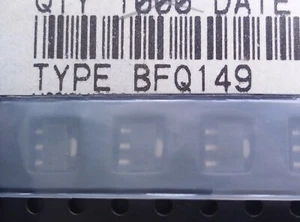 QTY 1000 DATE
TYPE BFQ149